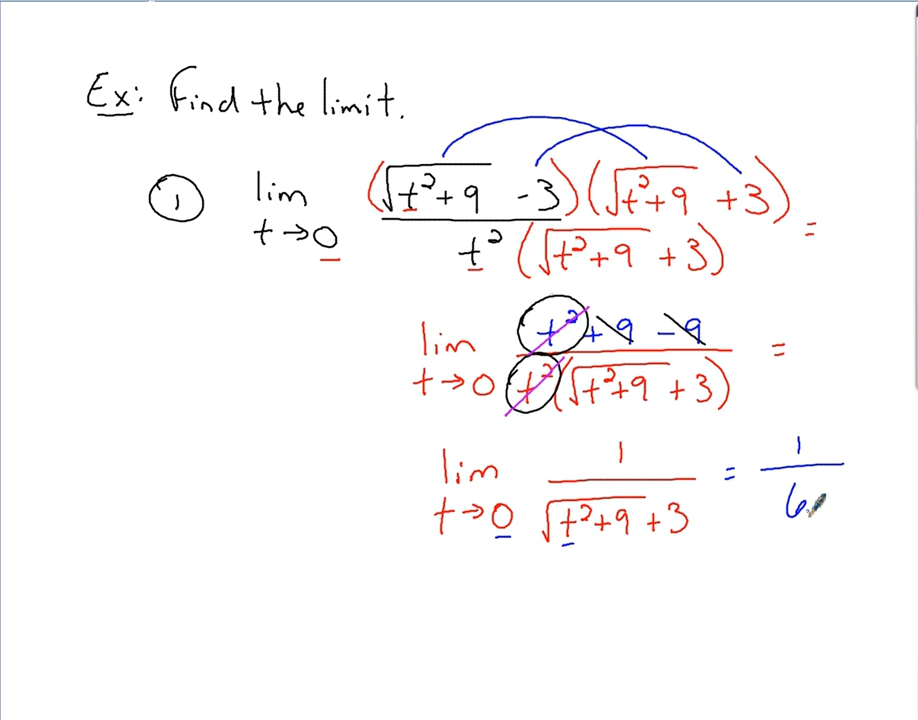 Ex: Find the limit.
① lim t→0 (√(t²+9) -3)(√(t²+9) +3) / t²(√(t²+9) +3) =
lim t→0 t²+9-9 / t²(√(t²+9) +3) =
lim t→0 1 / √(t²+9) +3 = 1/6